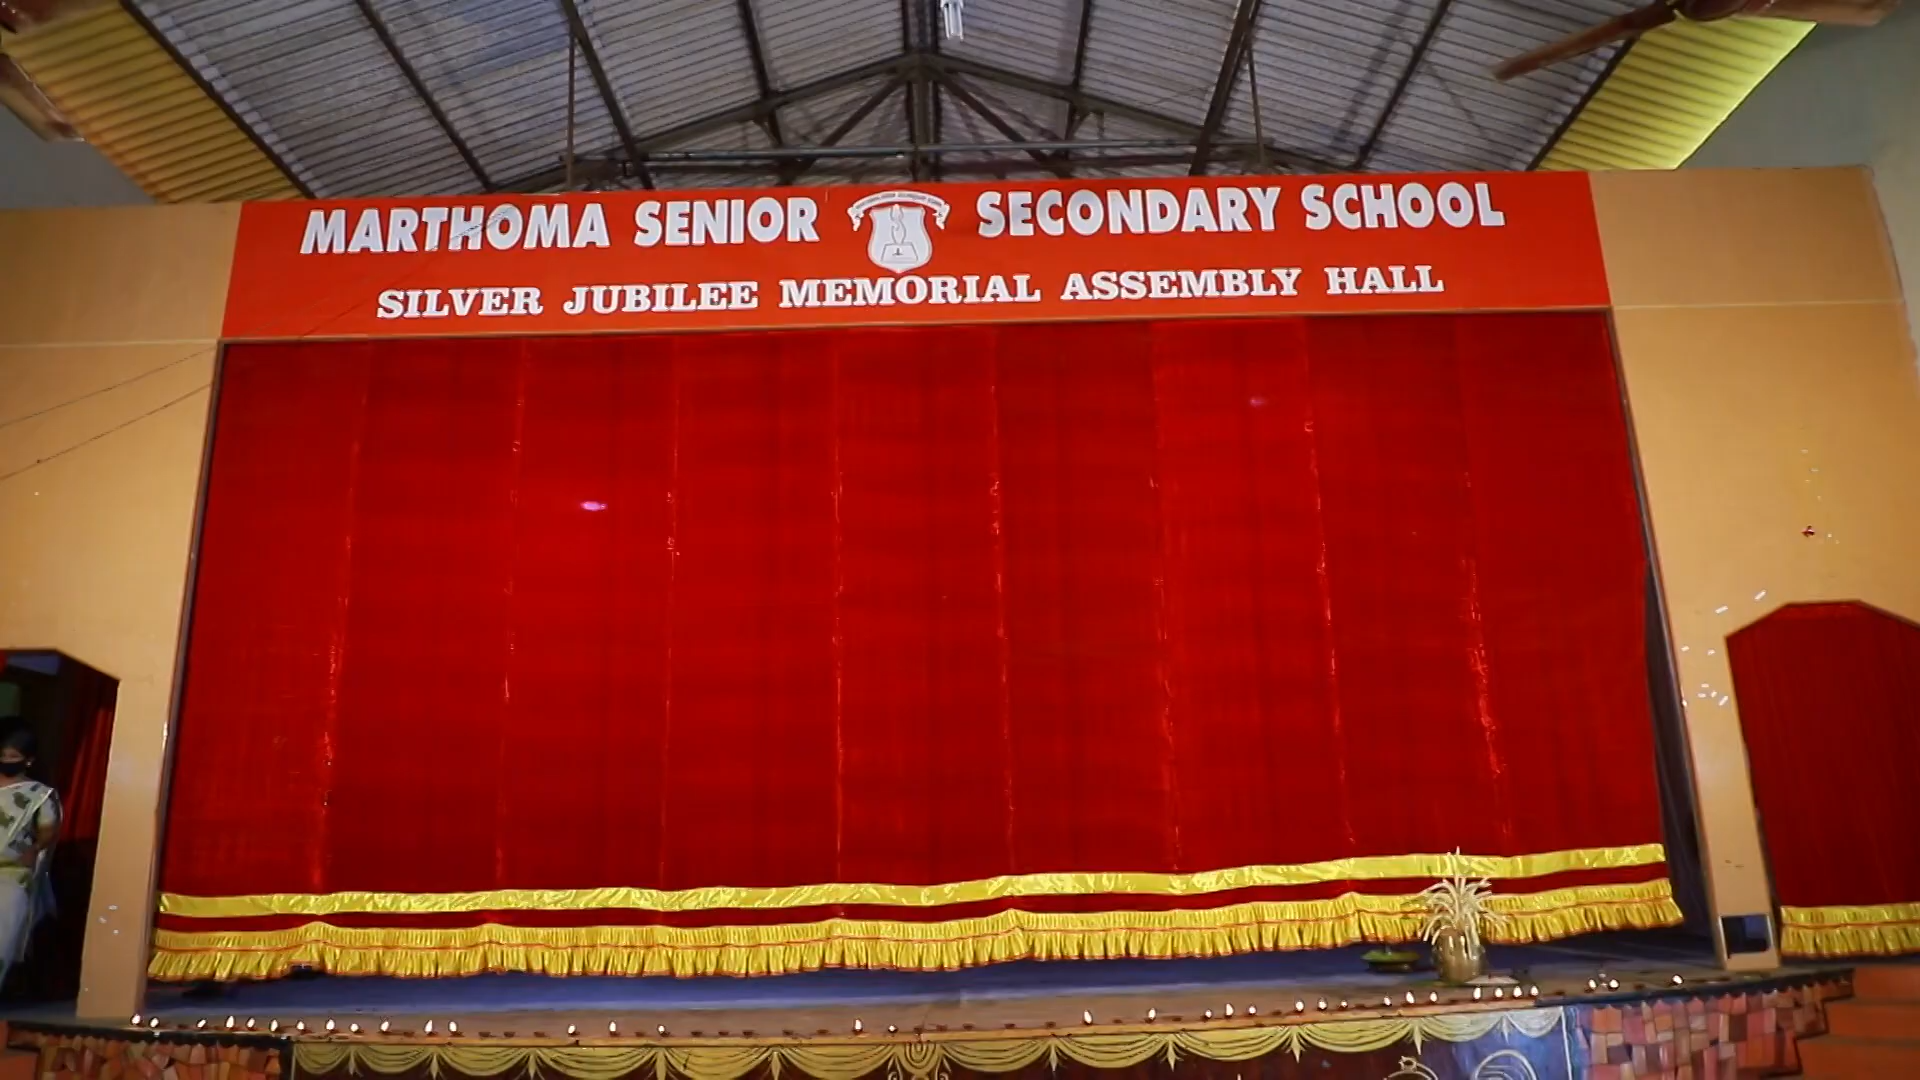 MARTHOMA SENIOR SECONDARY SCHOOL
SILVER JUBILEE MEMORIAL ASSEMBLY HALL